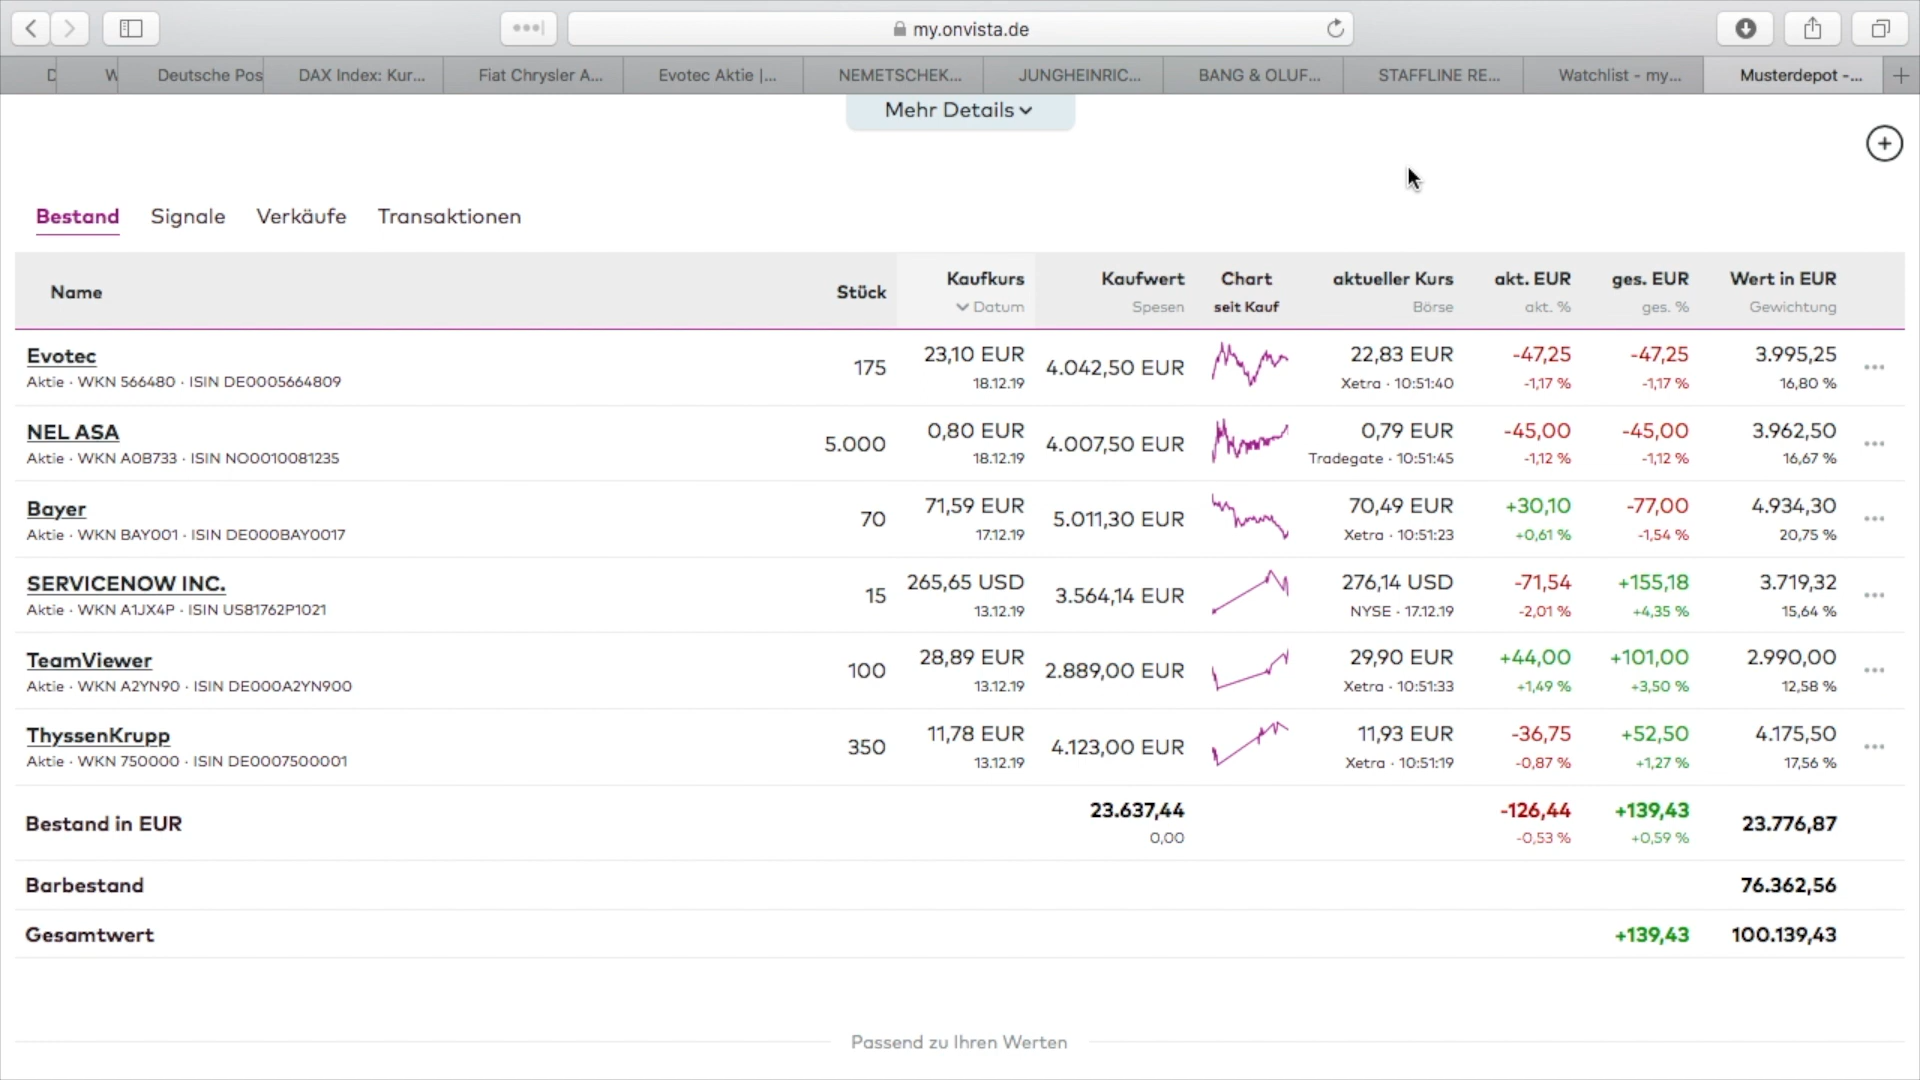 my.onvista.de
D W Deutsche Pos DAX Index: Kur... Fiat Chrysler A... Evotec Aktie |... NEMETSCHEK... JUNGHEINRIC... BANG & OLUF... STAFFLINE RE... Watchlist - my... Musterdepot -...
Mehr Details
Bestand Signale Verkäufe Transaktionen
Name Stück Kaufkurs Kaufwert Chart aktueller Kurs akt. EUR ges. EUR Wert in EUR
Datum Spesen seit Kauf Börse akt. % ges. % Gewichtung
Evotec 175 23,10 EUR 4.042,50 EUR 22,83 EUR -47,25 -47,25 3.995,25
Aktie · WKN 566480 · ISIN DE0005664809 18.12.19 Xetra · 10:51:40 -1,17 % -1,17 % 16,80 %
NEL ASA 5.000 0,80 EUR 4.007,50 EUR 0,79 EUR -45,00 -45,00 3.962,50
Aktie · WKN A0B733 · ISIN NO0010081235 18.12.19 Tradegate · 10:51:45 -1,12 % -1,12 % 16,67 %
Bayer 70 71,59 EUR 5.011,30 EUR 70,49 EUR +30,10 -77,00 4.934,30
Aktie · WKN BAY001 · ISIN DE000BAY0017 17.12.19 Xetra · 10:51:23 +0,61 % -1,54 % 20,75 %
SERVICENOW INC. 15 265,65 USD 3.564,14 EUR 276,14 USD -71,54 +155,18 3.719,32
Aktie · WKN A1JX4P · ISIN US81762P1021 13.12.19 NYSE · 17.12.19 -2,01 % +4,35 % 15,64 %
TeamViewer 100 28,89 EUR 2.889,00 EUR 29,90 EUR +44,00 +101,00 2.990,00
Aktie · WKN A2YN90 · ISIN DE000A2YN900 13.12.19 Xetra · 10:51:33 +1,49 % +3,50 % 12,58 %
ThyssenKrupp 350 11,78 EUR 4.123,00 EUR 11,93 EUR -36,75 +52,50 4.175,50
Aktie · WKN 750000 · ISIN DE0007500001 13.12.19 Xetra · 10:51:19 -0,87 % +1,27 % 17,56 %
Bestand in EUR 23.637,44 -126,44 +139,43 23.776,87
0,00 -0,53 % +0,59 %
Barbestand 76.362,56
Gesamtwert +139,43 100.139,43
Passend zu Ihren Werten